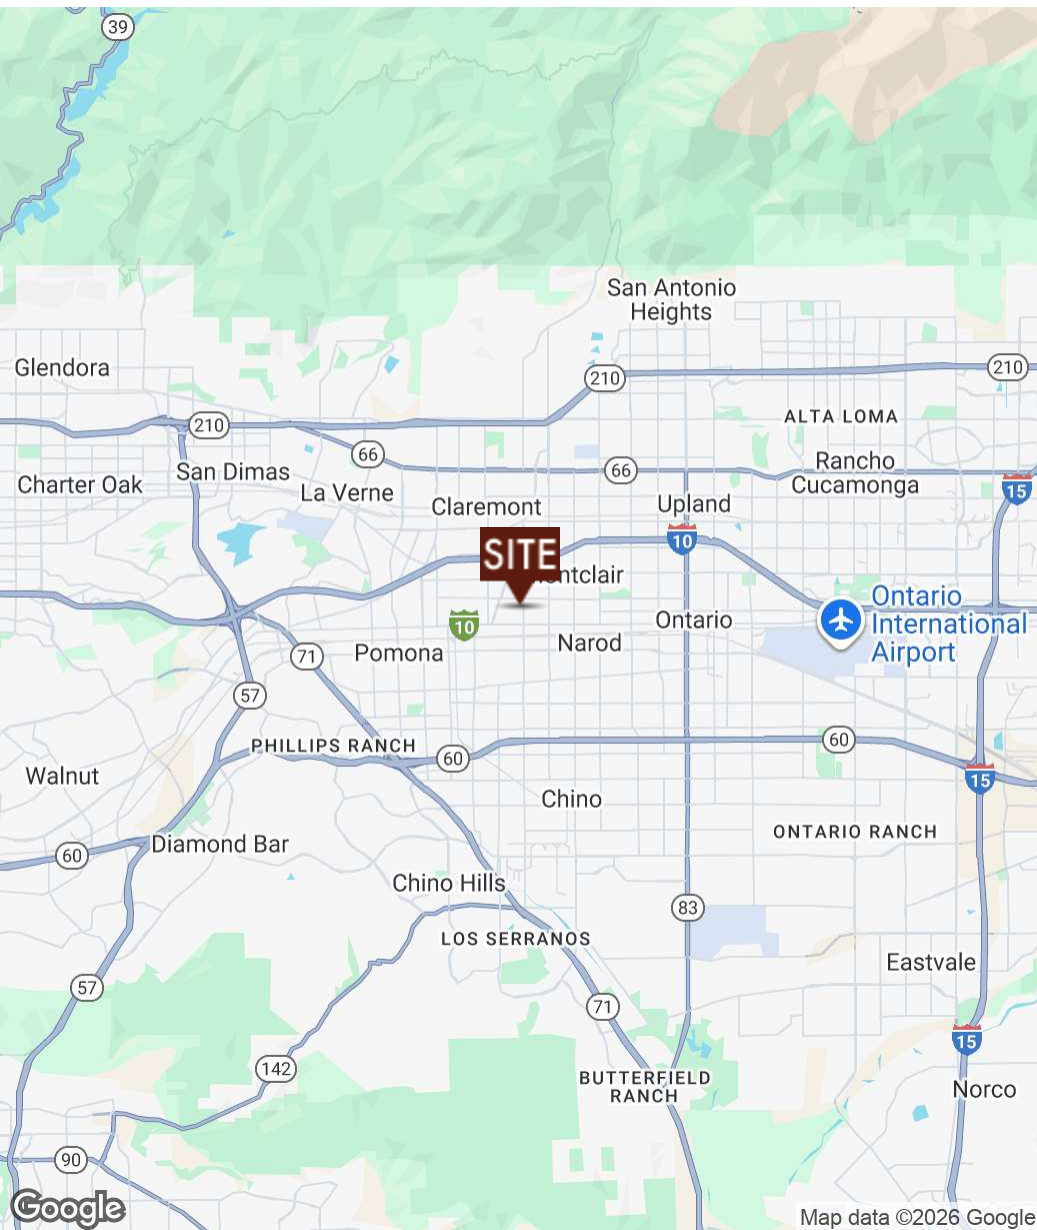 39
San Antonio
Heights
Glendora
210
210
210
ALTA LOMA
66
Rancho
Cucamonga
66
San Dimas
Charter Oak
La Verne
15
Claremont
Upland
10
SITE
ontclair
Ontario
International
Airport
Ontario
10
Narod
Pomona
71
57
60
PHILLIPS RANCH
60
Walnut
15
Chino
ONTARIO RANCH
Diamond Bar
60
Chino Hills
83
LOS SERRANOS
Eastvale
57
71
15
142
BUTTERFIELD
RANCH
Norco
90
Google
Map data ©2026 Google